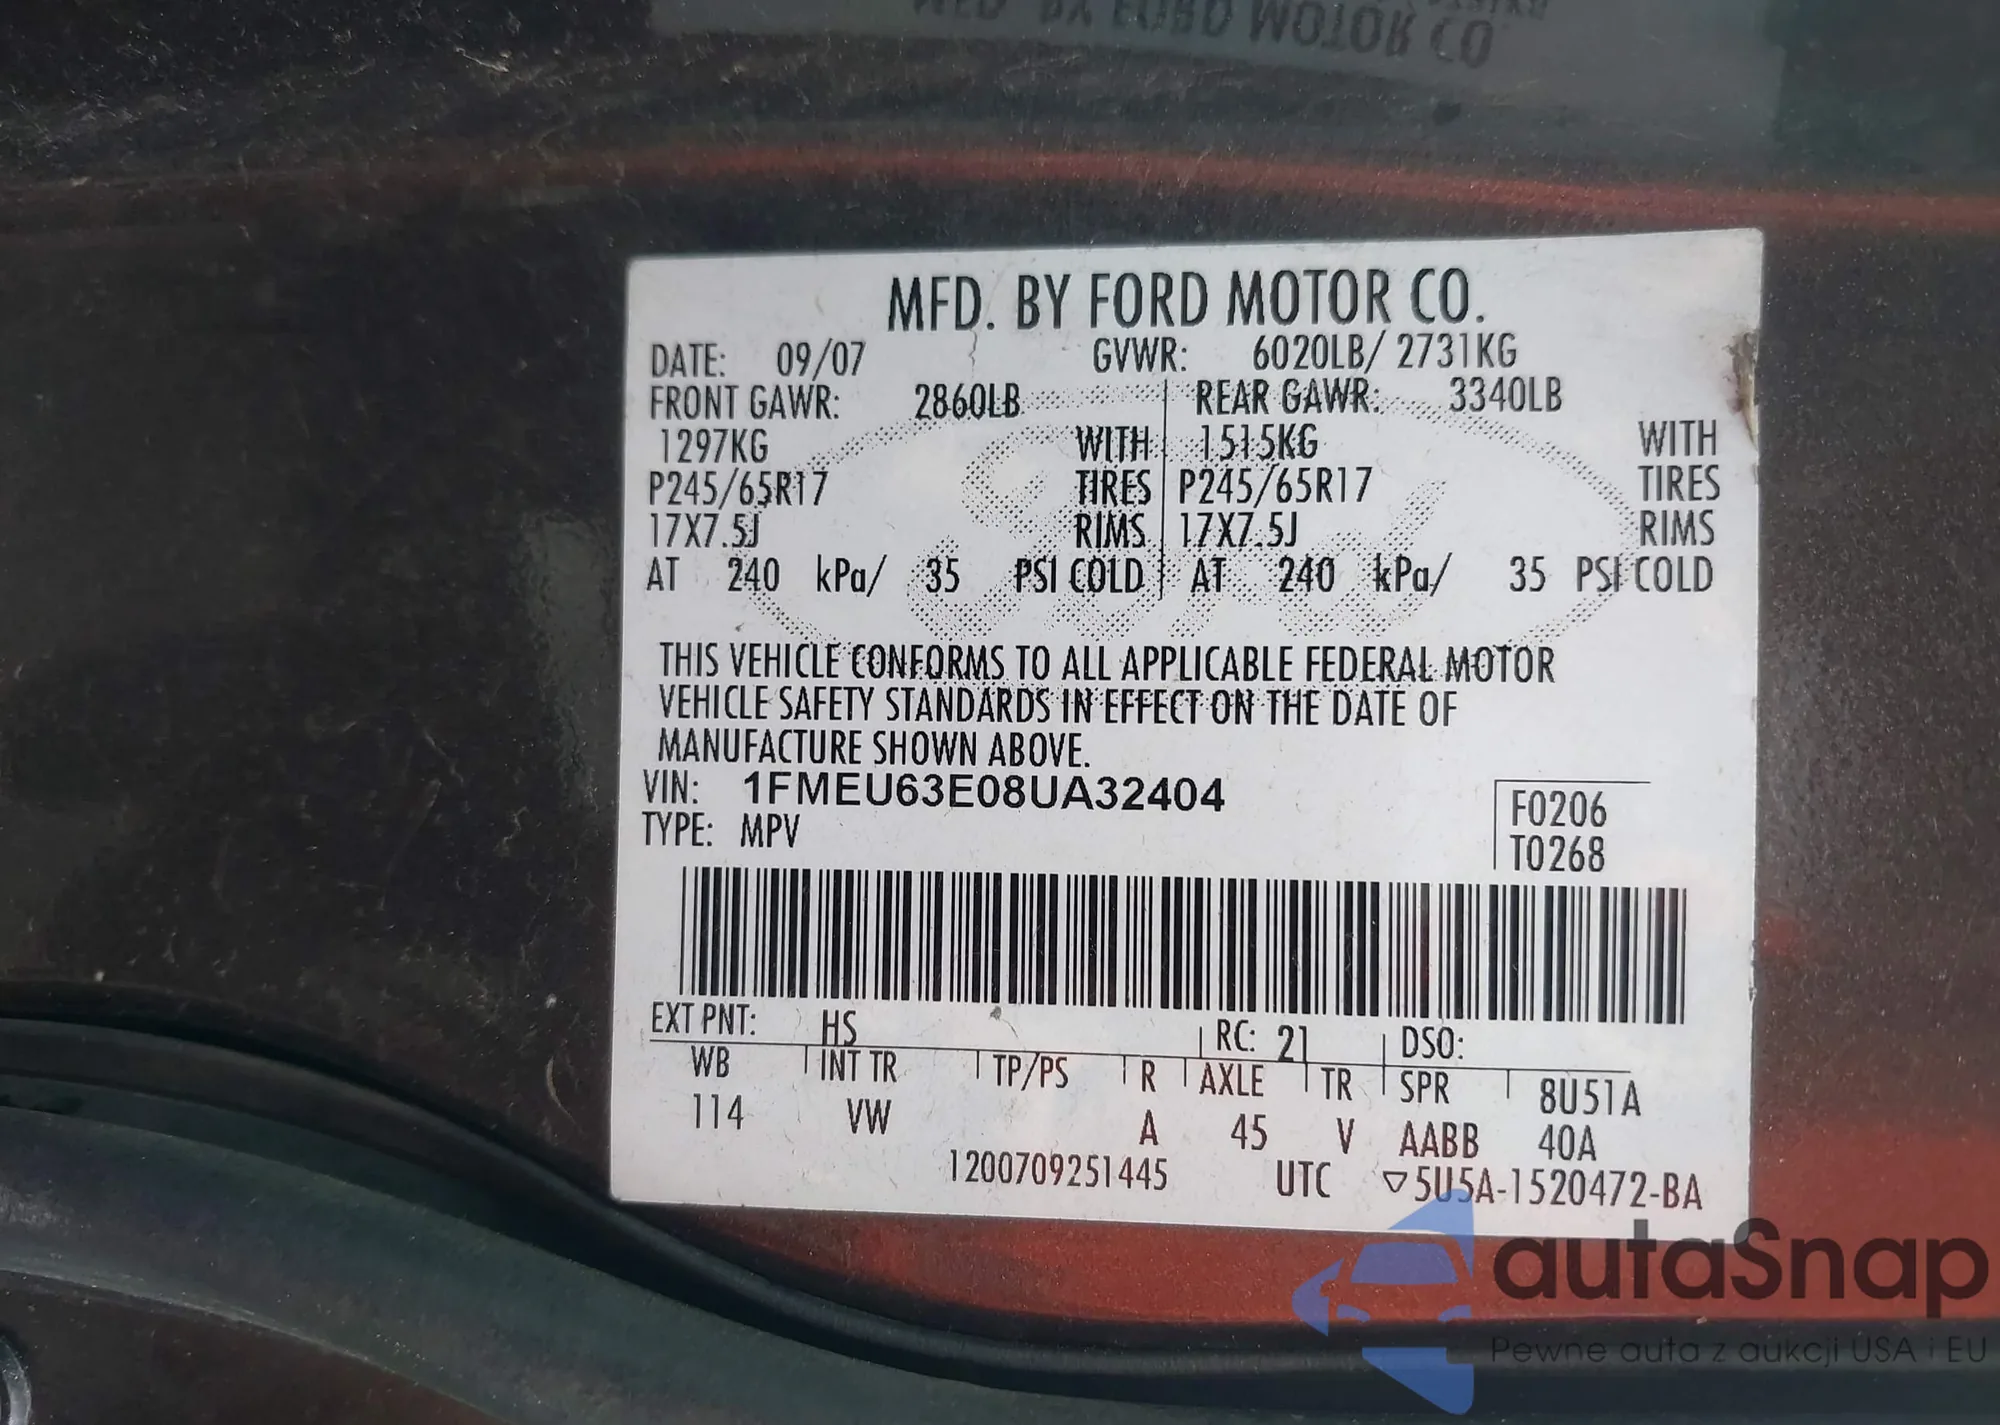 MFD. BY FORD MOTOR CO
MFD. BY FORD MOTOR CO.
DATE: 09/07 GVWR: 6020LB/ 2731KG
FRONT GAWR: 2860LB REAR GAWR: 3340LB
1297KG WITH 1515KG WITH
P245/65R17 TIRES P245/65R17 TIRES
17X7.5J RIMS 17X7.5J RIMS
AT 240 kPa/ 35 PSI COLD AT 240 kPa/ 35 PSI COLD
THIS VEHICLE CONFORMS TO ALL APPLICABLE FEDERAL MOTOR
VEHICLE SAFETY STANDARDS IN EFFECT ON THE DATE OF
MANUFACTURE SHOWN ABOVE.
VIN: 1FMEU63E08UA32404
F0206
TYPE: MPV
T0268
EXT PNT: HS RC: 21 DSO:
WB INT TR TP/PS R AXLE TR SPR 8U51A
114 VW A 45 V AABB 40A
1200709251445 UTC ▽5U5A-1520472-BA
autaSnap
Pewne auta z aukcji USA i EU